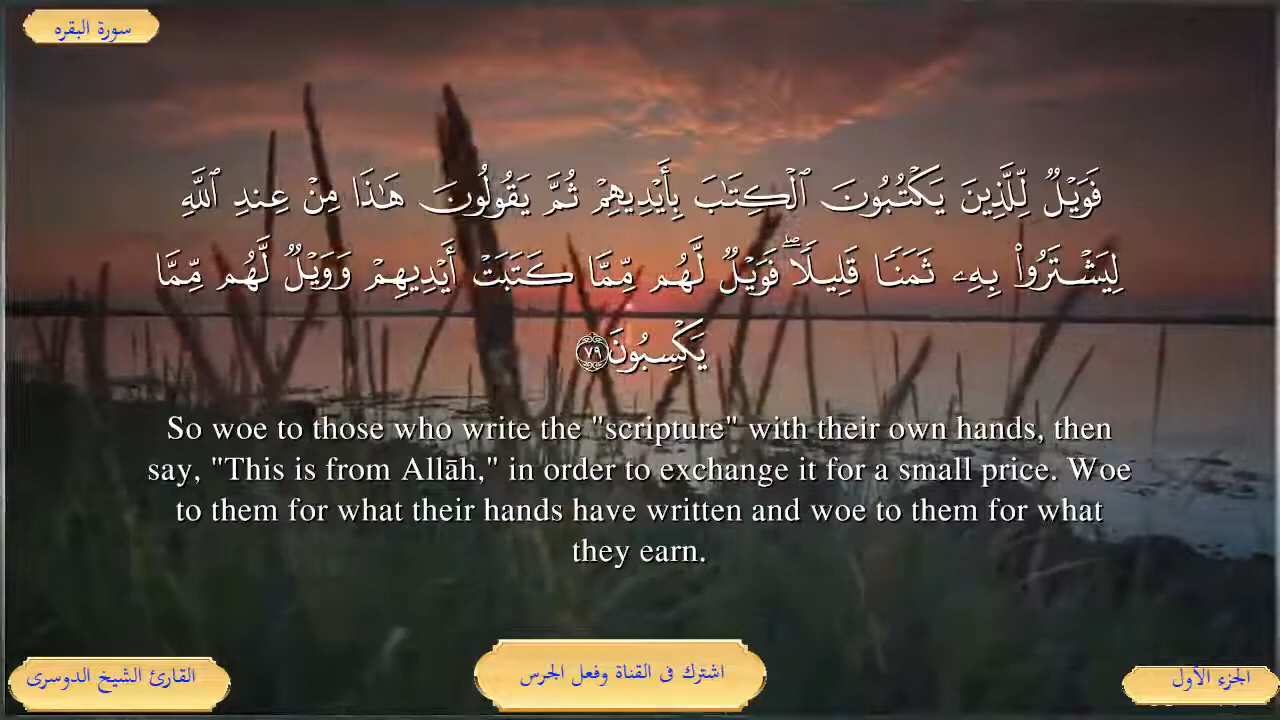 سورة البقره
فَوَيْلٌ لِّلَّذِينَ يَكْتُبُونَ ٱلْكِتَٰبَ بِأَيْدِيهِمْ ثُمَّ يَقُولُونَ هَٰذَا مِنْ عِندِ ٱللَّهِ
لِيَشْتَرُوا۟ بِهِۦ ثَمَنًا قَلِيلًا ۖ فَوَيْلٌ لَّهُم مِّمَّا كَتَبَتْ أَيْدِيهِمْ وَوَيْلٌ لَّهُم مِّمَّا
يَكْسِبُونَ ٧٩
So woe to those who write the "scripture" with their own hands, then
say, "This is from Allāh," in order to exchange it for a small price. Woe
to them for what their hands have written and woe to them for what
they earn.
الجزء الأول
اشترك فى القناة وفعل الجرس
القارئ الشيخ الدوسرى